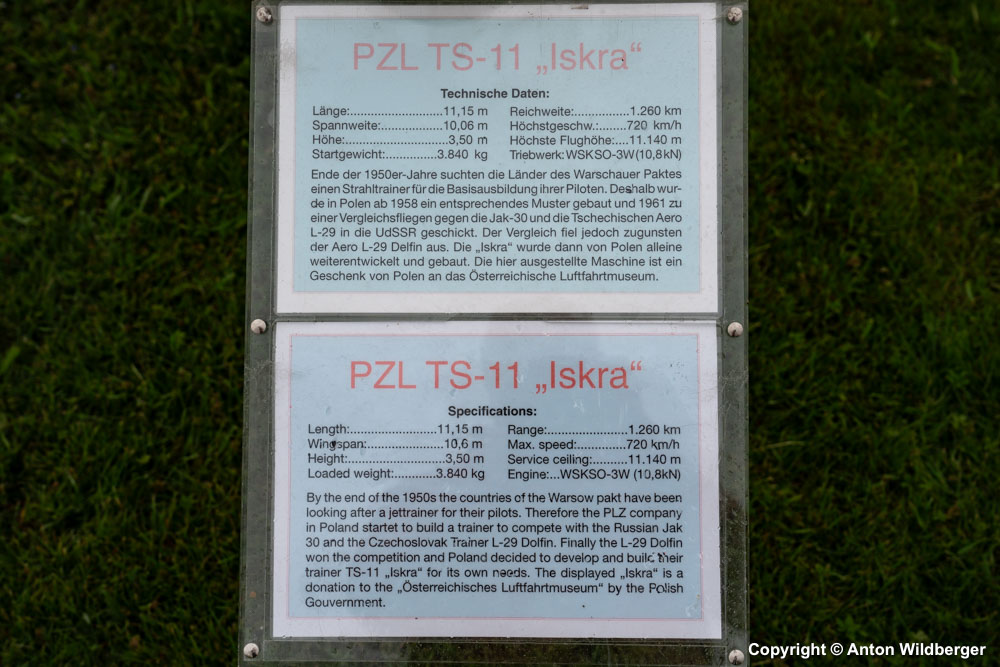 PZL TS-11 „Iskra“
Technische Daten:
Länge:.......................11,15 m Reichweite:................1.260 km
Spannweite:................10,06 m Höchstgeschw.:.......720 km/h
Höhe:................................3,50 m Höchste Flughöhe:....11.140 m
Startgewicht:..............3.840 kg Triebwerk: WSKSO-3W (10,8kN)
Ende der 1950er-Jahre suchten die Länder des Warschauer Paktes
einen Strahltrainer für die Basisausbildung ihrer Piloten. Deshalb wur-
de in Polen ab 1958 ein entsprechendes Muster gebaut und 1961 zu
einer Vergleichsfliegen gegen die Jak-30 und die Tschechischen Aero
L-29 in die UdSSR geschickt. Der Vergleich fiel jedoch zugunsten
der Aero L-29 Delfin aus. Die „Iskra“ wurde dann von Polen alleine
weiterentwickelt und gebaut. Die hier ausgestellte Maschine ist ein
Geschenk von Polen an das Österreichische Luftfahrtmuseum.
PZL TS-11 „Iskra“
Specifications:
Length:..........................11,15 m Range:........................1.260 km
Wingspan:.......................10,6 m Max. speed:...............720 km/h
Height:.............................3,50 m Service ceiling:..........11.140 m
Loaded weight:............3.840 kg Engine:...WSKSO-3W (10,8kN)
By the end of the 1950s the countries of the Warsow pakt have been
looking after a jettrainer for their pilots. Therefore the PLZ company
in Poland startet to build a trainer to compete with the Russian Jak
30 and the Czechoslovak Trainer L-29 Dolfin. Finally the L-29 Dolfin
won the competition and Poland decided to develop and build their
trainer TS-11 „Iskra“ for its own needs. The displayed „Iskra“ is a
donation to the „Österreichisches Luftfahrtmuseum“ by the Polish
Gouvernment.
Copyright © Anton Wildberger